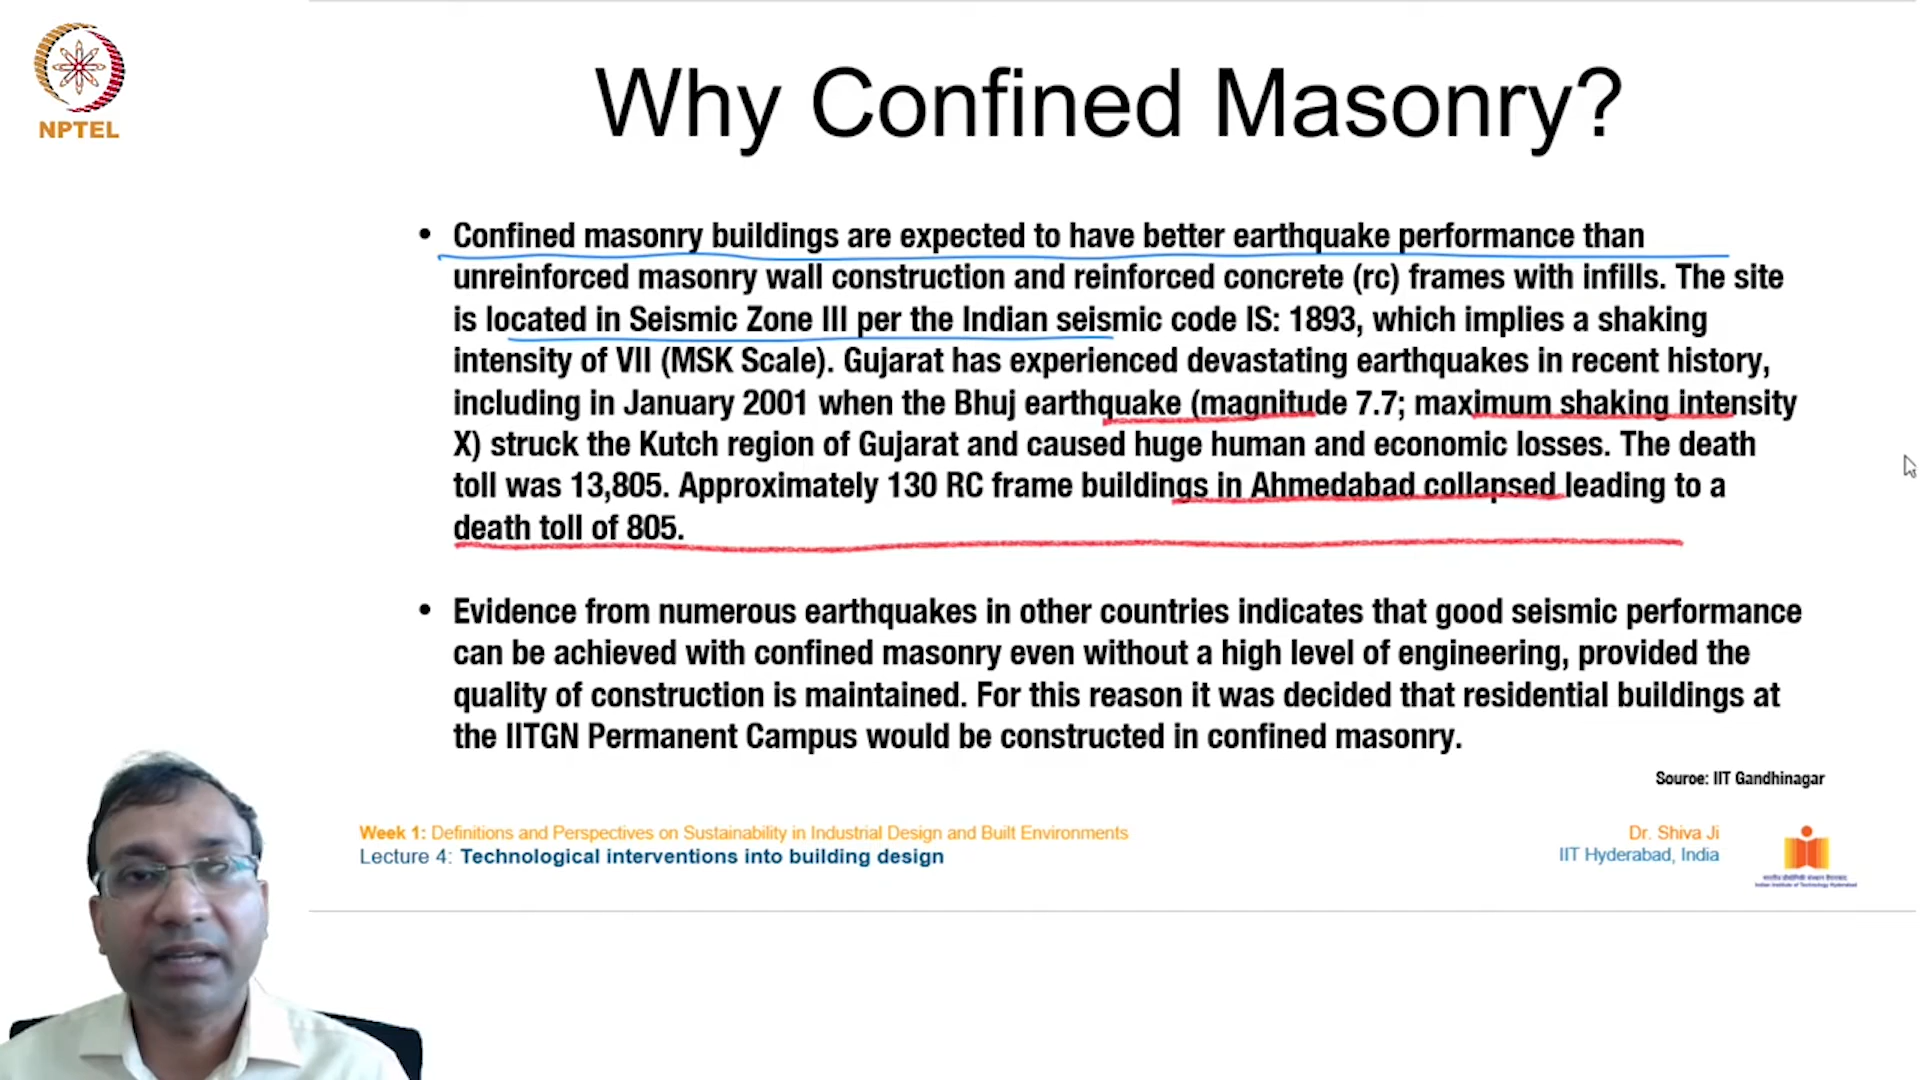 NPTEL
Why Confined Masonry?
• Confined masonry buildings are expected to have better earthquake performance than
unreinforced masonry wall construction and reinforced concrete (rc) frames with infills. The site
is located in Seismic Zone III per the Indian seismic code IS: 1893, which implies a shaking
intensity of VII (MSK Scale). Gujarat has experienced devastating earthquakes in recent history,
including in January 2001 when the Bhuj earthquake (magnitude 7.7; maximum shaking intensity
X) struck the Kutch region of Gujarat and caused huge human and economic losses. The death
toll was 13,805. Approximately 130 RC frame buildings in Ahmedabad collapsed leading to a
death toll of 805.
• Evidence from numerous earthquakes in other countries indicates that good seismic performance
can be achieved with confined masonry even without a high level of engineering, provided the
quality of construction is maintained. For this reason it was decided that residential buildings at
the IITGN Permanent Campus would be constructed in confined masonry.
Souroe: IIT Gandhinagar
Week 1: Definitions and Perspectives on Sustainability in Industrial Design and Built Environments
Lecture 4: Technological interventions into building design
Dr. Shiva Ji
IIT Hyderabad, India
भारतीय प्रौद्योगिकी संस्थान हैदराबाद
Indian Institute of Technology Hyderabad